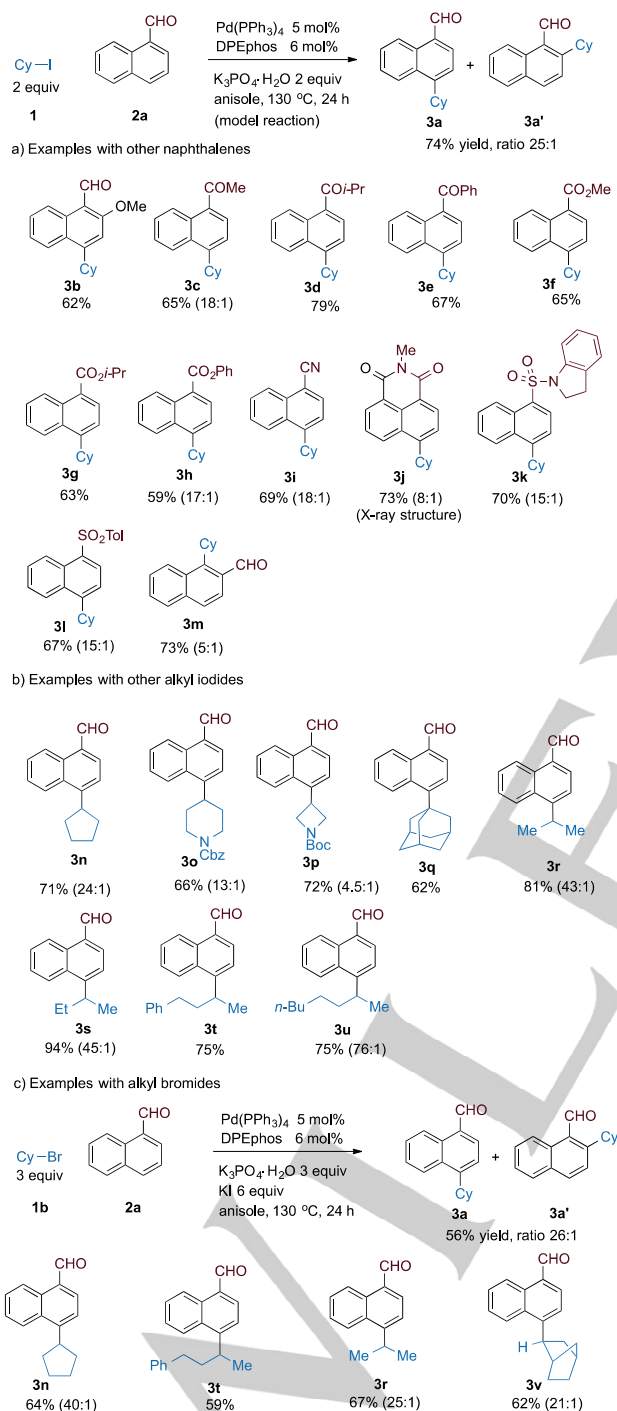 CHO
Pd(PPh3)4 5 mol%
DPEphos 6 mol%
CHO
CHO
Cy
Cy—I
K3PO4·H2O 2 equiv
anisole, 130 °C, 24 h
(model reaction)
+
Cy
2 equiv
1 2a
3a 3a'
74% yield, ratio 25:1
a) Examples with other naphthalenes
CHO
OMe
COMe
COi-Pr
COPh
CO2Me
Cy Cy Cy Cy Cy
3b 3c 3d 3e 3f
62% 65% (18:1) 79% 67% 65%
CO2i-Pr
CO2Ph
CN
Me
O N O
O O
S N
Cy Cy Cy Cy Cy
3g 3h 3i 3j 3k
63% 59% (17:1) 69% (18:1) 73% (8:1) 70% (15:1)
(X-ray structure)
SO2Tol
Cy
CHO
Cy
3l 3m
67% (15:1) 73% (5:1)
b) Examples with other alkyl iodides
CHO CHO CHO CHO CHO
N
Cbz
N
Boc
Me Me
3n 3o 3p 3q 3r
71% (24:1) 66% (13:1) 72% (4.5:1) 62% 81% (43:1)
CHO CHO CHO
Et Me
Ph Me
n-Bu Me
3s 3t 3u
94% (45:1) 75% 75% (76:1)
c) Examples with alkyl bromides
CHO
Pd(PPh3)4 5 mol%
DPEphos 6 mol%
CHO
CHO
Cy
Cy—Br
3 equiv
K3PO4·H2O 3 equiv
KI 6 equiv
anisole, 130 °C, 24 h
+
Cy
1b 2a
3a 3a'
56% yield, ratio 26:1
CHO CHO CHO CHO
Ph Me
Me Me
H
3n 3t 3r 3v
64% (40:1) 59% 67% (25:1) 62% (21:1)